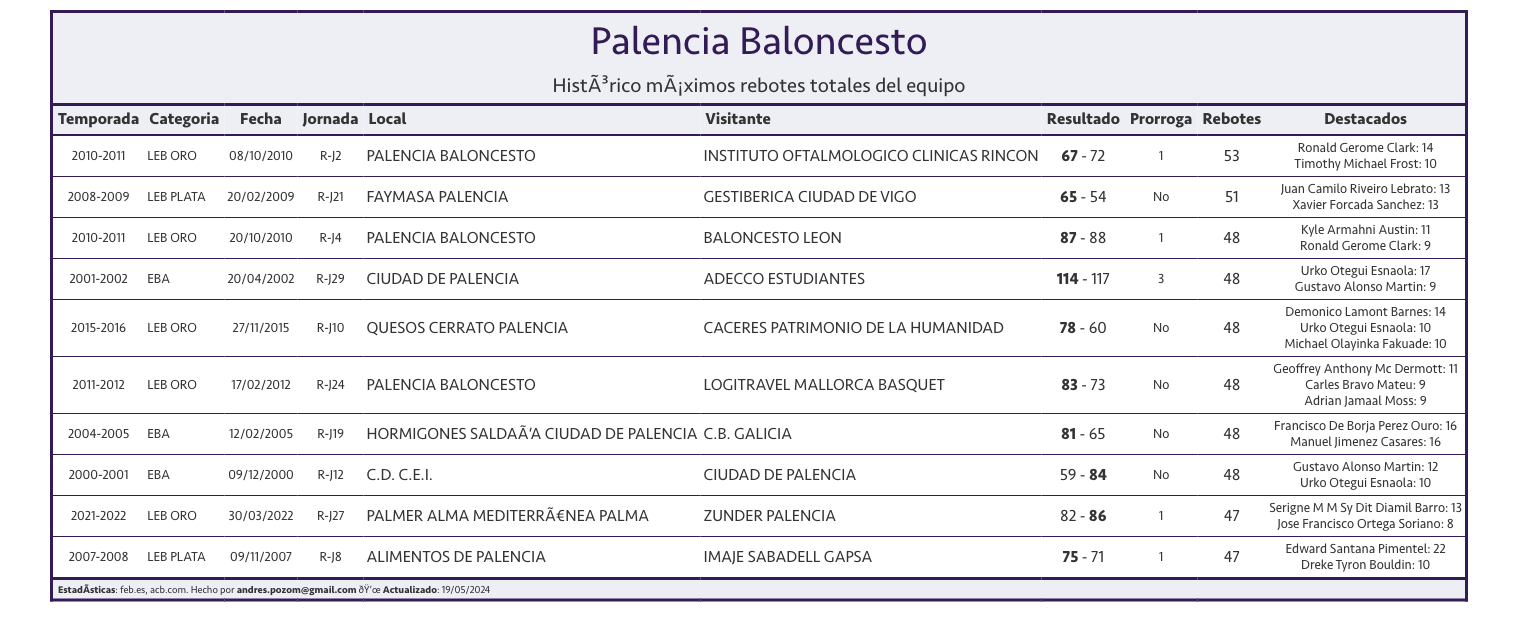 Palencia Baloncesto
HistÃ³rico mÃ¡ximos rebotes totales del equipo
Temporada Categoria Fecha Jornada Local Visitante Resultado Prorroga Rebotes Destacados
2010-2011 LEB ORO 08/10/2010 R-J2 PALENCIA BALONCESTO INSTITUTO OFTALMOLOGICO CLINICAS RINCON 67 - 72 1 53 Ronald Gerome Clark: 14
Timothy Michael Frost: 10
2008-2009 LEB PLATA 20/02/2009 R-J21 FAYMASA PALENCIA GESTIBERICA CIUDAD DE VIGO 65 - 54 No 51 Juan Camilo Riveiro Lebrato: 13
Xavier Forcada Sanchez: 13
2010-2011 LEB ORO 20/10/2010 R-J4 PALENCIA BALONCESTO BALONCESTO LEON 87 - 88 1 48 Kyle Armahni Austin: 11
Ronald Gerome Clark: 9
2001-2002 EBA 20/04/2002 R-J29 CIUDAD DE PALENCIA ADECCO ESTUDIANTES 114 - 117 3 48 Urko Otegui Esnaola: 17
Gustavo Alonso Martin: 9
2015-2016 LEB ORO 27/11/2015 R-J10 QUESOS CERRATO PALENCIA CACERES PATRIMONIO DE LA HUMANIDAD 78 - 60 No 48 Demonico Lamont Barnes: 14
Urko Otegui Esnaola: 10
Michael Olayinka Fakuade: 10
2011-2012 LEB ORO 17/02/2012 R-J24 PALENCIA BALONCESTO LOGITRAVEL MALLORCA BASQUET 83 - 73 No 48 Geoffrey Anthony Mc Dermott: 11
Carles Bravo Mateu: 9
Adrian Jamaal Moss: 9
2004-2005 EBA 12/02/2005 R-J19 HORMIGONES SALDAÃ‘A CIUDAD DE PALENCIA C.B. GALICIA 81 - 65 No 48 Francisco De Borja Perez Ouro: 16
Manuel Jimenez Casares: 16
2000-2001 EBA 09/12/2000 R-J12 C.D. C.E.I. CIUDAD DE PALENCIA 59 - 84 No 48 Gustavo Alonso Martin: 12
Urko Otegui Esnaola: 10
2021-2022 LEB ORO 30/03/2022 R-J27 PALMER ALMA MEDITERRÃ€NEA PALMA ZUNDER PALENCIA 82 - 86 1 47 Serigne M M Sy Dit Diamil Barro: 13
Jose Francisco Ortega Soriano: 8
2007-2008 LEB PLATA 09/11/2007 R-J8 ALIMENTOS DE PALENCIA IMAJE SABADELL GAPSA 75 - 71 1 47 Edward Santana Pimentel: 22
Dreke Tyron Bouldin: 10
EstadÃ­sticas: feb.es, acb.com. Hecho por andres.pozom@gmail.com ðŸ’œ Actualizado: 19/05/2024